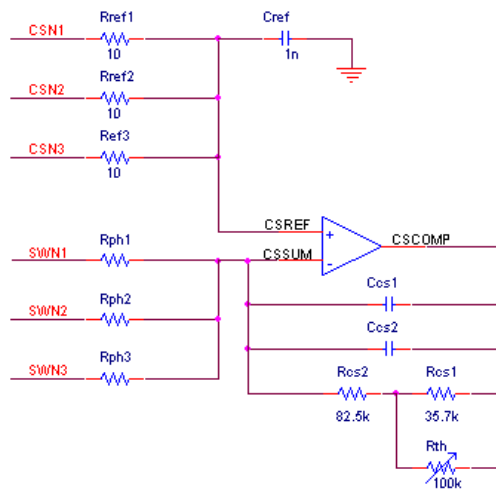 CSN1
Rref1
10
Cref
1n
CSN2
Rref2
10
CSN3
Ref3
10
CSREF
+
CSCOMP
SWN1
Rph1
CSSUM
-
SWN2
Rph2
Ccs1
SWN3
Rph3
Ccs2
Rcs2
82.5k
Rcs1
35.7k
Rth
100k